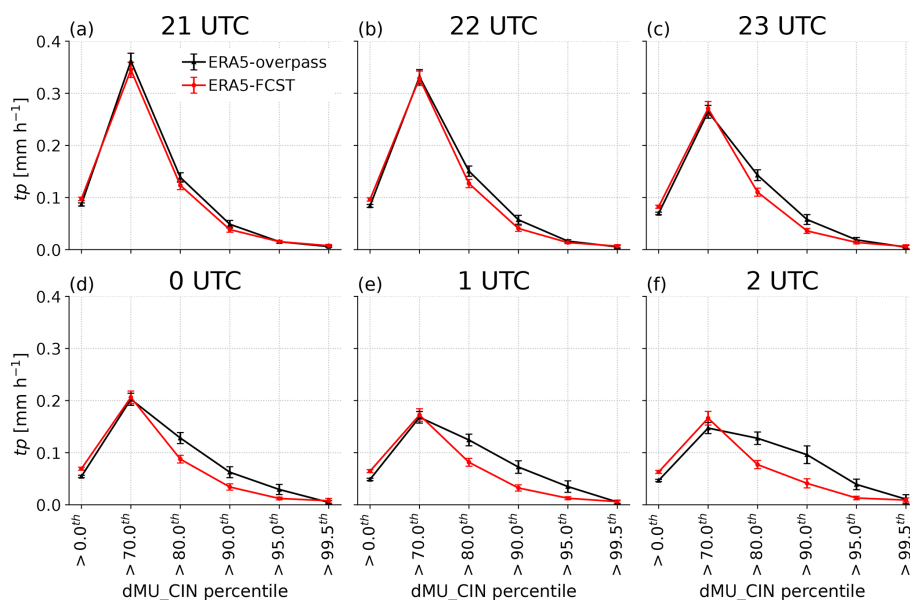 (a) 21 UTC
ERA5-overpass
ERA5-FCST
tp [mm h⁻¹]
0.4
0.3
0.2
0.1
0.0
(b) 22 UTC
(c) 23 UTC
(d) 0 UTC
tp [mm h⁻¹]
0.4
0.3
0.2
0.1
0.0
> 0.0ᵗʰ
> 70.0ᵗʰ
> 80.0ᵗʰ
> 90.0ᵗʰ
> 95.0ᵗʰ
> 99.5ᵗʰ
dMU_CIN percentile
(e) 1 UTC
> 0.0ᵗʰ
> 70.0ᵗʰ
> 80.0ᵗʰ
> 90.0ᵗʰ
> 95.0ᵗʰ
> 99.5ᵗʰ
dMU_CIN percentile
(f) 2 UTC
> 0.0ᵗʰ
> 70.0ᵗʰ
> 80.0ᵗʰ
> 90.0ᵗʰ
> 95.0ᵗʰ
> 99.5ᵗʰ
dMU_CIN percentile